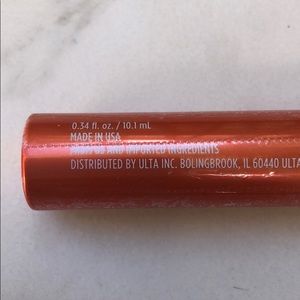 0.34 fl. oz. / 10.1 mL
MADE IN USA
AND IMPORTED INGREDIENTS
DISTRIBUTED BY ULTA INC. BOLINGBROOK, IL 60440 ULTA